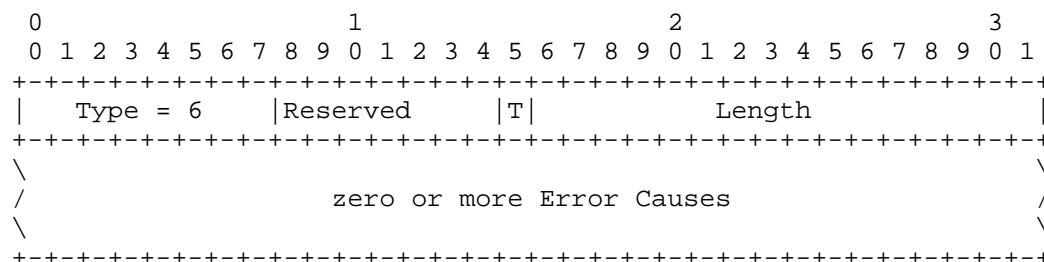 0                   1                   2                   3
 0 1 2 3 4 5 6 7 8 9 0 1 2 3 4 5 6 7 8 9 0 1 2 3 4 5 6 7 8 9 0 1
+-+-+-+-+-+-+-+-+-+-+-+-+-+-+-+-+-+-+-+-+-+-+-+-+-+-+-+-+-+-+-+-+
|   Type = 6    |Reserved     |T|           Length              |
+-+-+-+-+-+-+-+-+-+-+-+-+-+-+-+-+-+-+-+-+-+-+-+-+-+-+-+-+-+-+-+-+
\                                                               \
/                   zero or more Error Causes                   /
\                                                               \
+-+-+-+-+-+-+-+-+-+-+-+-+-+-+-+-+-+-+-+-+-+-+-+-+-+-+-+-+-+-+-+-+